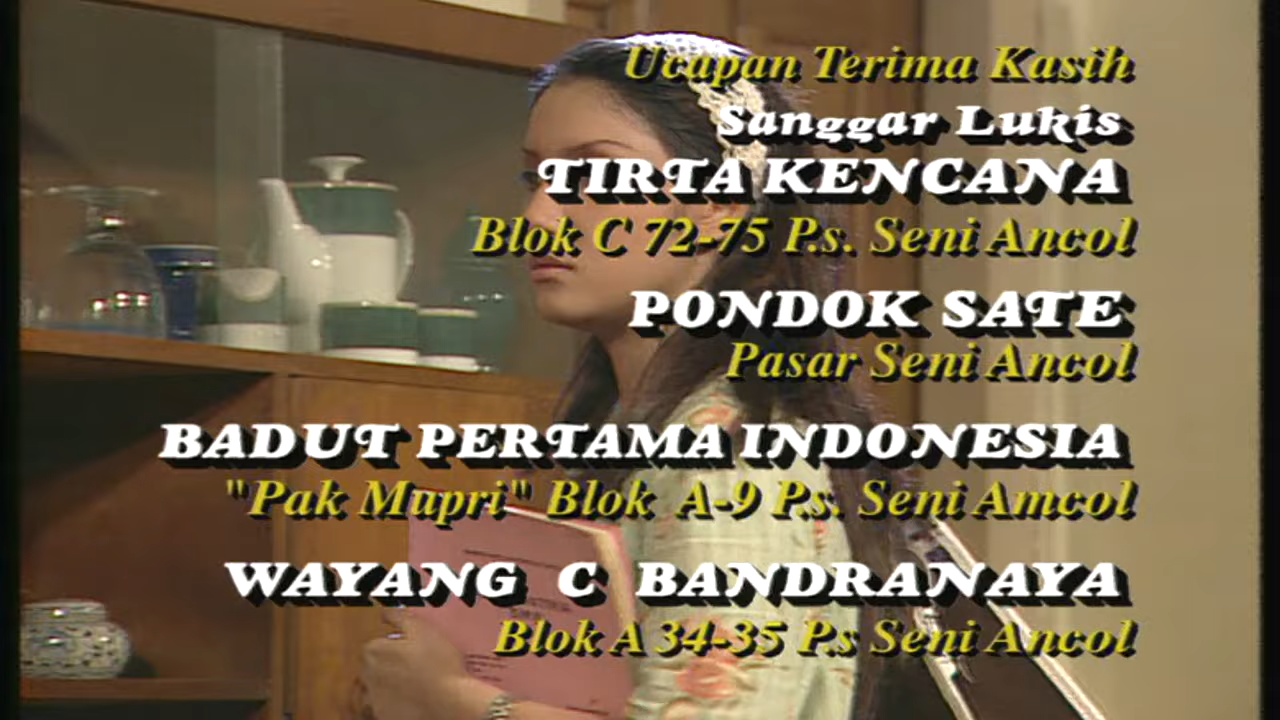 Ucapan Terima Kasih
Sanggar Lukis
TIRTA KENCANA
Blok C 72-75 P.s. Seni Ancol
PONDOK SATE
Pasar Seni Ancol
BADUT PERTAMA INDONESIA
"Pak Mupri" Blok A-9 P.s. Seni Amcol
WAYANG C BANDRANAYA
Blok A 34-35 P.s Seni Ancol